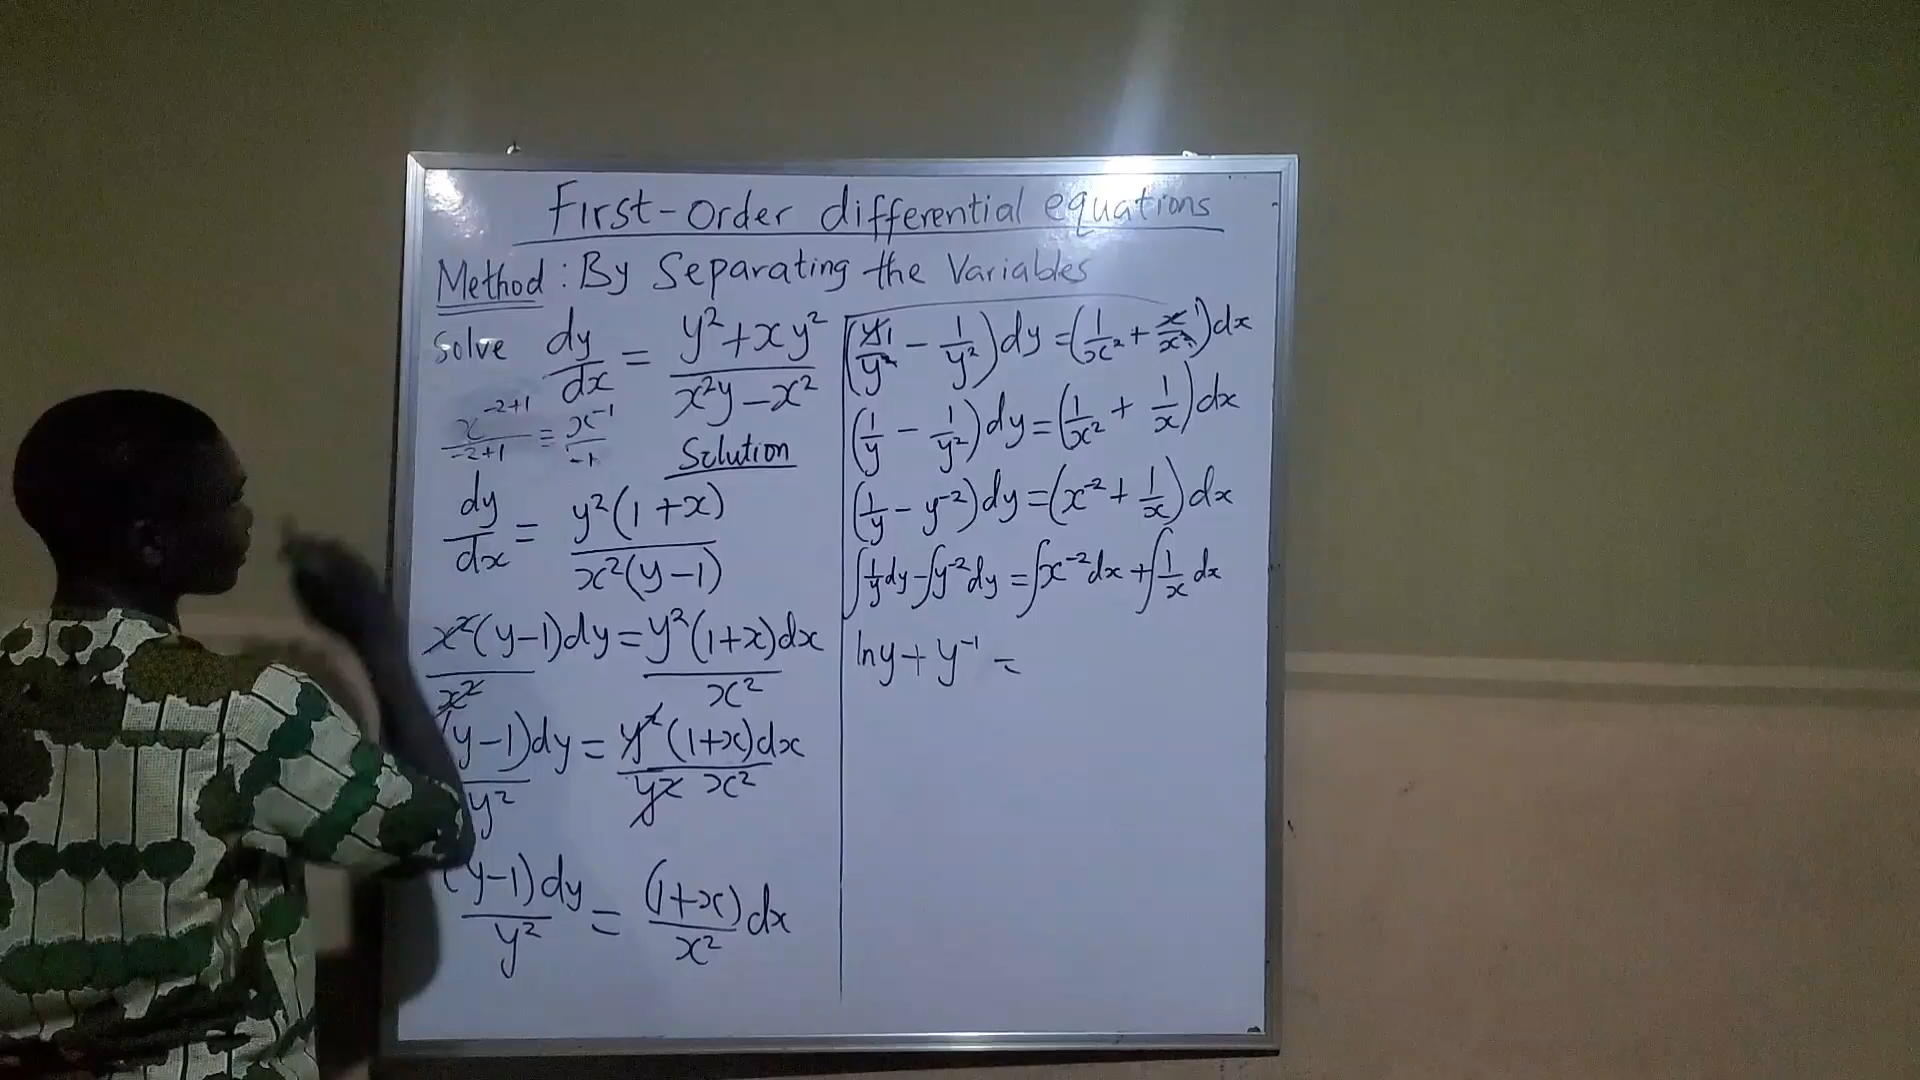 First-Order differential equations
Method: By Separating the Variables
Solve dy/dx = (y²+xy²)/(x²y-x²)
x^(-2+1)/(-2+1) = x^(-1)/(-1)
Solution
dy/dx = y²(1+x)/(x²(y-1))
x²(y-1)dy/x² = y²(1+x)dx/x²
(y-1)dy/y² = y²(1+x)dx/(y² x²)
(y-1)dy/y² = (1+x)dx/x²
(y1/y² - 1/y²)dy = (1/x² + x1/x²)dx
(1/y - 1/y²)dy = (1/x² + 1/x)dx
(1/y - y⁻²)dy = (x⁻² + 1/x)dx
∫1/y dy - ∫y⁻²dy = ∫x⁻²dx + ∫1/x dx
lny + y⁻¹ =